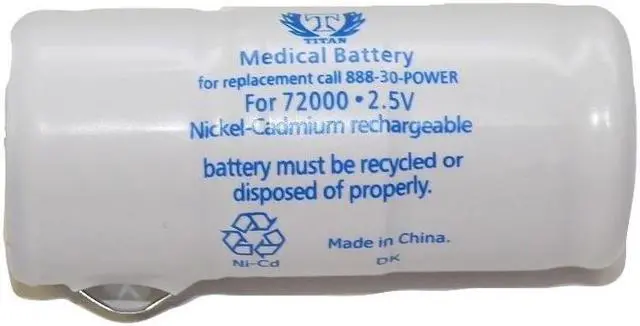 T
TITAN
Medical Battery
for replacement call 888-30-POWER
For 72000 • 2.5V
Nickel-Cadmium rechargeable
battery must be recycled or
disposed of properly.
Made in China.
Ni-Cd
DK